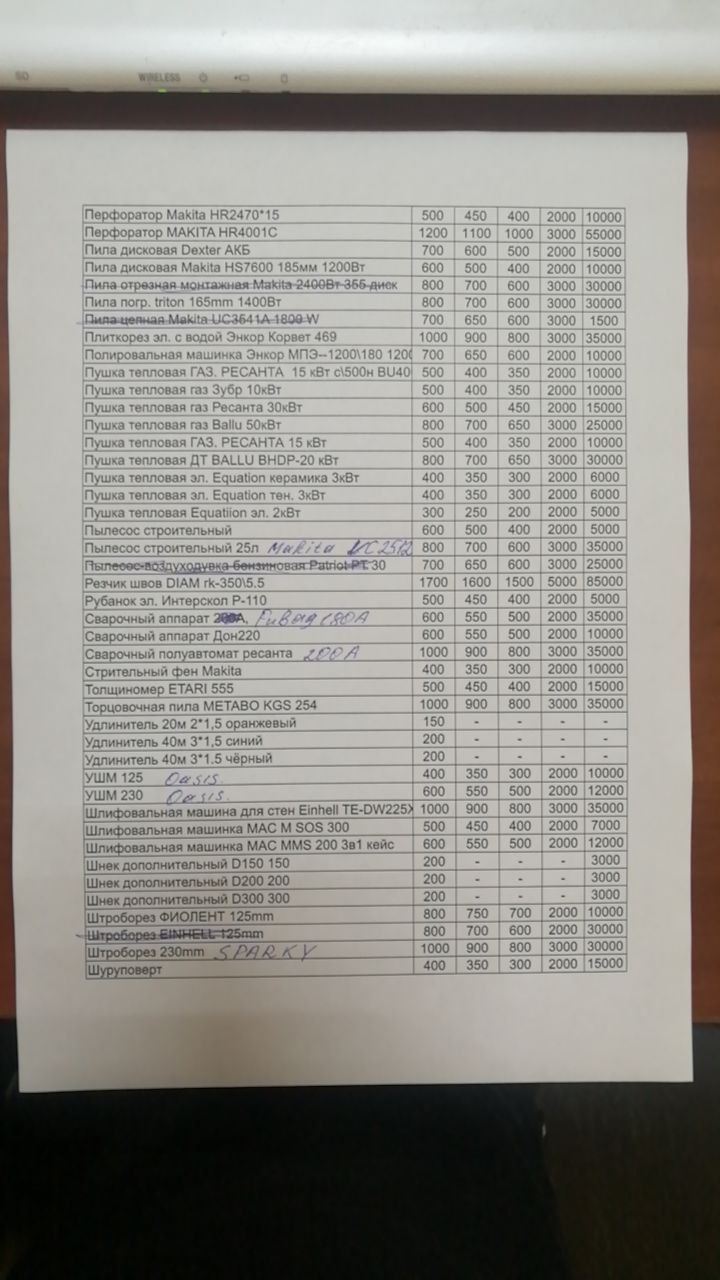 SD WIRELESS
Перфоратор Makita HR2470*15 500 450 400 2000 10000
Перфоратор MAKITA HR4001C 1200 1100 1000 3000 55000
Пила дисковая Dexter АКБ 700 600 500 2000 15000
Пила дисковая Makita HS7600 185мм 1200Вт 600 500 400 2000 10000
Пила отрезная монтажная Makita 2400Вт 355 диск 800 700 600 3000 30000
Пила погр. triton 165mm 1400Вт 800 700 600 3000 30000
Пила цепная Makita UC3541A 1800 W 700 650 600 3000 1500
Плиткорез эл. с водой Энкор Корвет 469 1000 900 800 3000 35000
Полировальная машинка Энкор МПЭ--1200\180 1200 700 650 600 2000 10000
Пушка тепловая ГАЗ. РЕСАНТА 15 кВт с\500н BU40 500 400 350 2000 10000
Пушка тепловая газ Зубр 10кВт 500 400 350 2000 10000
Пушка тепловая газ Ресанта 30кВт 600 500 450 2000 15000
Пушка тепловая газ Ballu 50кВт 800 700 650 3000 25000
Пушка тепловая ГАЗ. РЕСАНТА 15 кВт 500 400 350 2000 10000
Пушка тепловая ДТ BALLU BHDP-20 кВт 800 700 650 3000 30000
Пушка тепловая эл. Equation керамика 3кВт 400 350 300 2000 6000
Пушка тепловая эл. Equation тен. 3кВт 400 350 300 2000 6000
Пушка тепловая Equatiion эл. 2кВт 300 250 200 2000 5000
Пылесос строительный 600 500 400 2000 5000
Пылесос строительный 25л Makita VC2512 800 700 600 3000 35000
Пылесос-воздуходувка бензиновая Patriot PT 30 700 650 600 3000 25000
Резчик швов DIAM rk-350\5.5 1700 1600 1500 5000 85000
Рубанок эл. Интерскол Р-110 500 450 400 2000 5000
Сварочный аппарат Fubag 180А 600 550 500 2000 35000
Сварочный аппарат Дон220 600 550 500 2000 10000
Сварочный полуавтомат ресанта 200А 1000 900 800 3000 35000
Стрительный фен Makita 400 350 300 2000 10000
Толщиномер ETARI 555 500 450 400 2000 15000
Торцовочная пила METABO KGS 254 1000 900 800 3000 35000
Удлинитель 20м 2*1,5 оранжевый 150 - - - -
Удлинитель 40м 3*1,5 синий 200 - - - -
Удлинитель 40м 3*1.5 чёрный 200 - - - -
УШМ 125 Oasis. 400 350 300 2000 10000
УШМ 230 Oasis. 600 550 500 2000 12000
Шлифовальная машина для стен Einhell TE-DW225X 1000 900 800 3000 35000
Шлифовальная машинка MAC M SOS 300 500 450 400 2000 7000
Шлифовальная машинка MAC MMS 200 3в1 кейс 600 550 500 2000 12000
Шнек дополнительный D150 150 200 - - - 3000
Шнек дополнительный D200 200 200 - - - 3000
Шнек дополнительный D300 300 200 - - - 3000
Штроборез ФИОЛЕНТ 125mm 800 750 700 2000 10000
Штроборез EINHELL 125mm 800 700 600 2000 30000
Штроборез 230mm SPARKY 1000 900 800 3000 30000
Шуруповерт 400 350 300 2000 15000